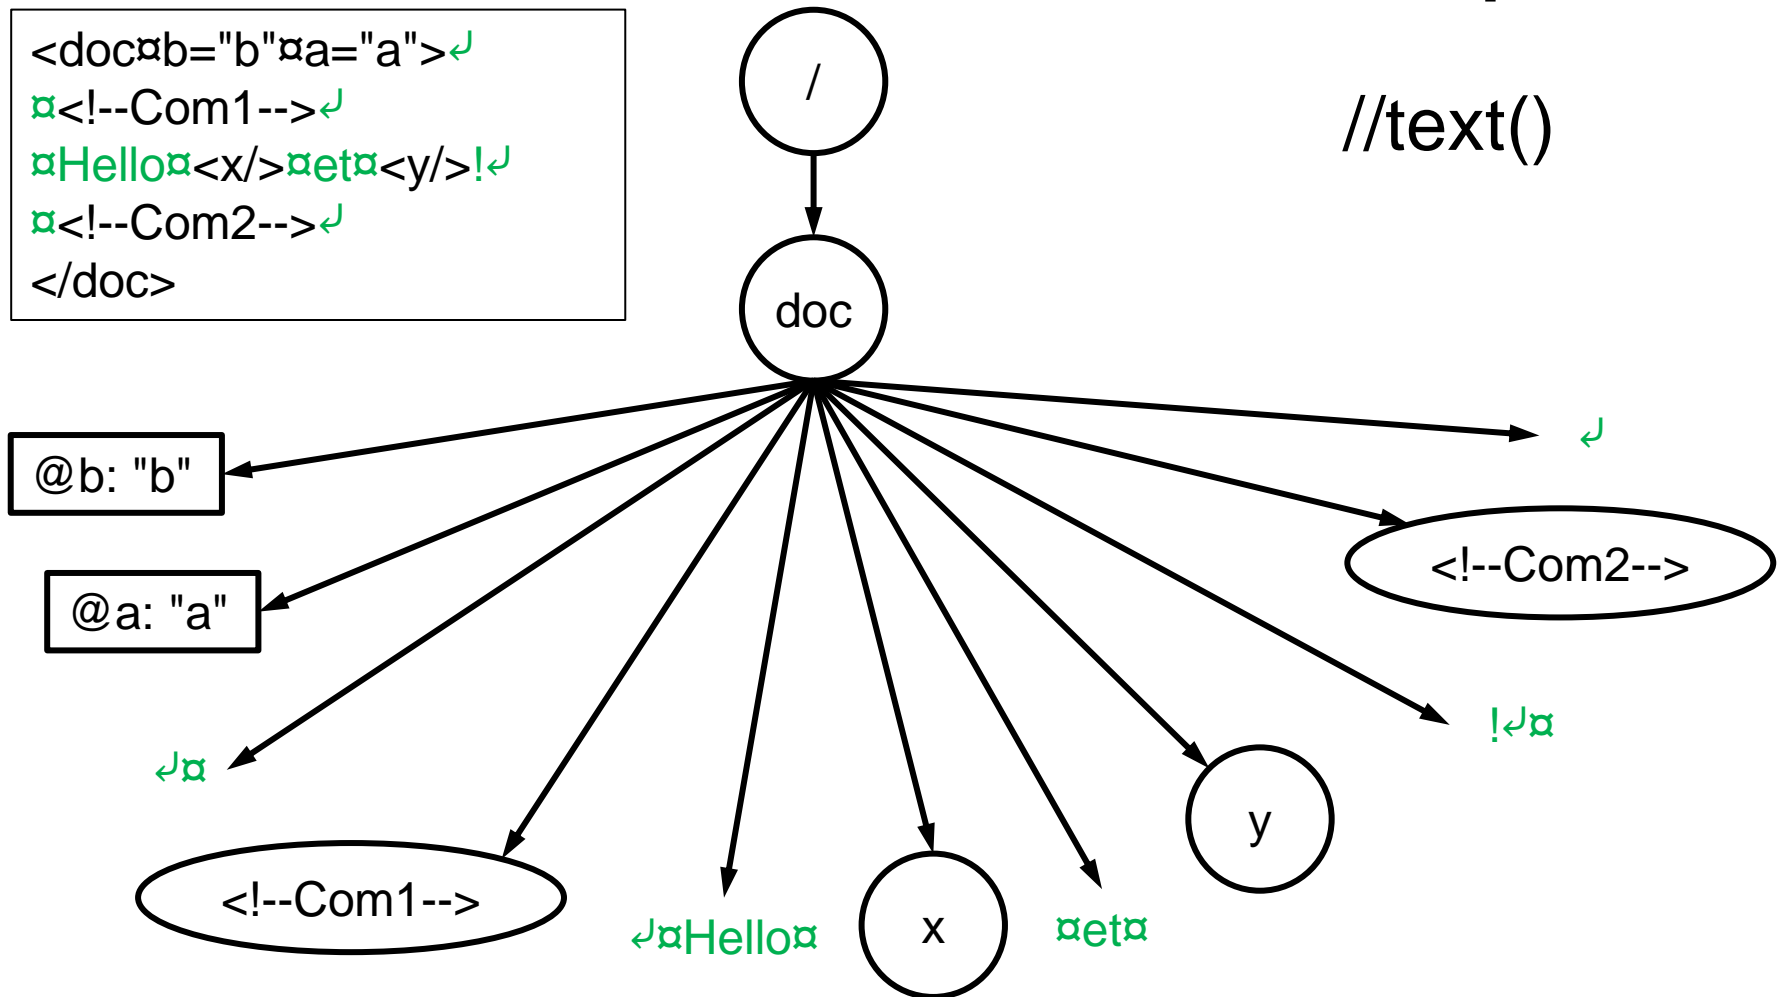 <doc¤b="b"¤a="a">↲
¤<!--Com1-->↲
¤Hello¤<x/>¤et¤<y/>!↲
¤<!--Com2-->↲
</doc>
/
//text()
doc
@b: "b"
@a: "a"
↲¤
<!--Com1-->
↲¤Hello¤
x
¤et¤
y
!↲¤
<!--Com2-->
↲